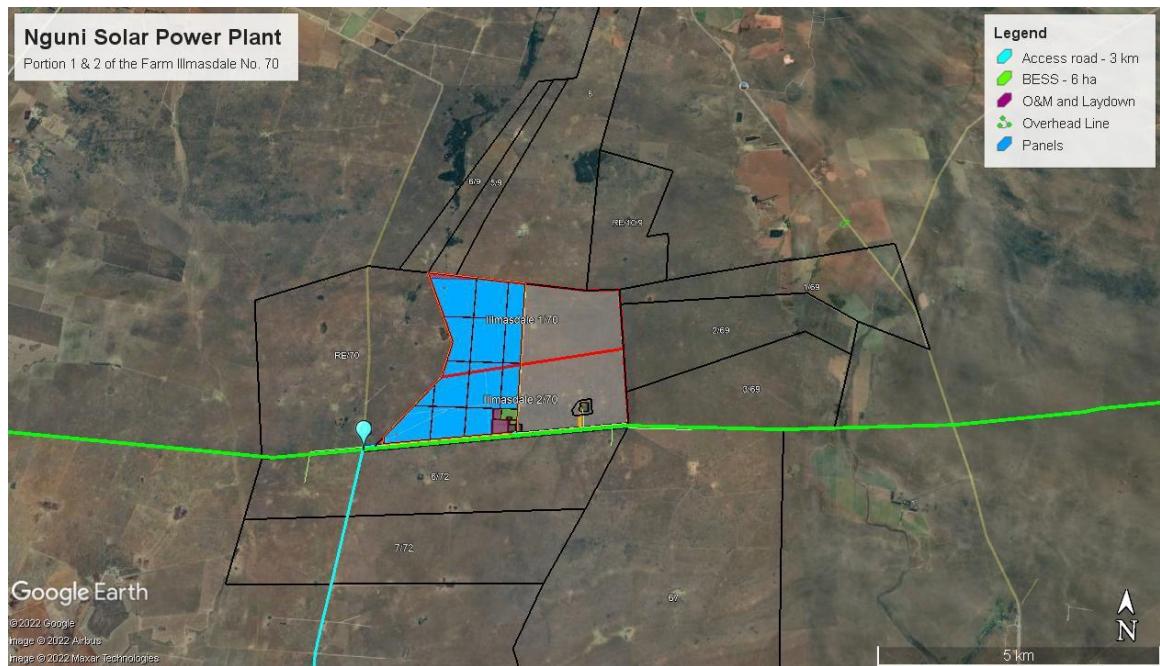 Nguni Solar Power Plant
Portion 1 & 2 of the Farm Illmasdale No. 70
Legend
Access road - 3 km
BESS - 6 ha
O&M and Laydown
Overhead Line
Panels
5
6/9
5/9
RE/10/9
1/69
2/69
3/69
Illmasdale 1/70
RE/70
Illmasdale 2/70
6/72
7/72
67
Google Earth
©2022 Google
Image © 2022 Airbus
Image © 2022 Maxar Technologies
N
5 km